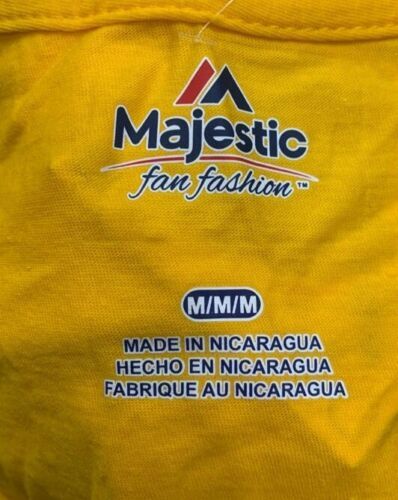 Majestic
fan fashion™
M/M/M
MADE IN NICARAGUA
HECHO EN NICARAGUA
FABRIQUE AU NICARAGUA